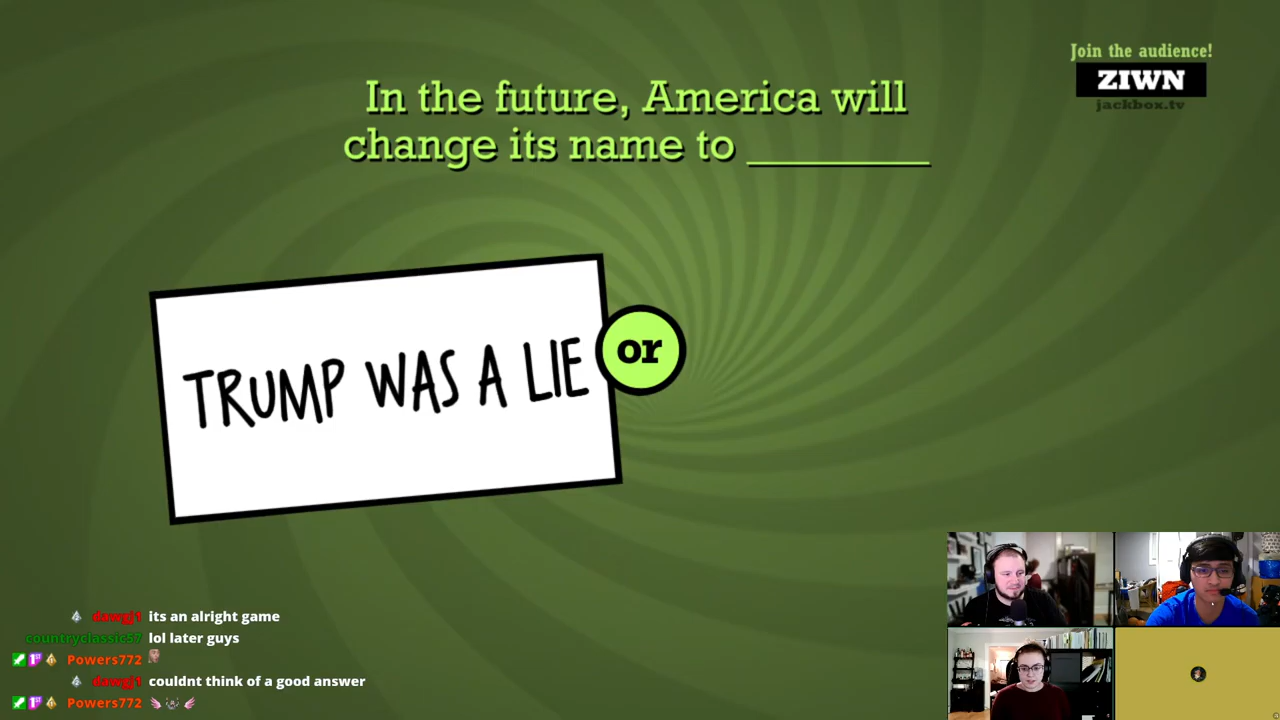 Join the audience!
ZIWN
jackbox.tv
In the future, America will
change its name to ________
TRUMP WAS A LIE
or
dawgj1 its an alright game
countryclassic57 lol later guys
Powers772
dawgj1 couldnt think of a good answer
Powers772